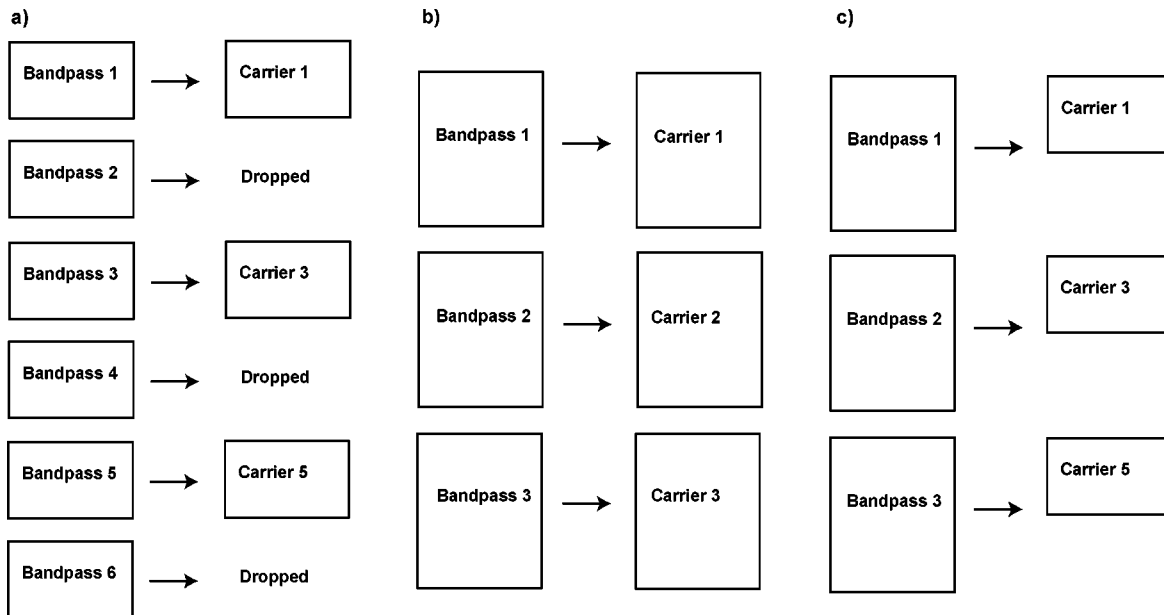 a)
Bandpass 1
Carrier 1
Bandpass 2
Dropped
Bandpass 3
Carrier 3
Bandpass 4
Dropped
Bandpass 5
Carrier 5
Bandpass 6
Dropped
b)
Bandpass 1
Carrier 1
Bandpass 2
Carrier 2
Bandpass 3
Carrier 3
c)
Bandpass 1
Carrier 1
Bandpass 2
Carrier 3
Bandpass 3
Carrier 5